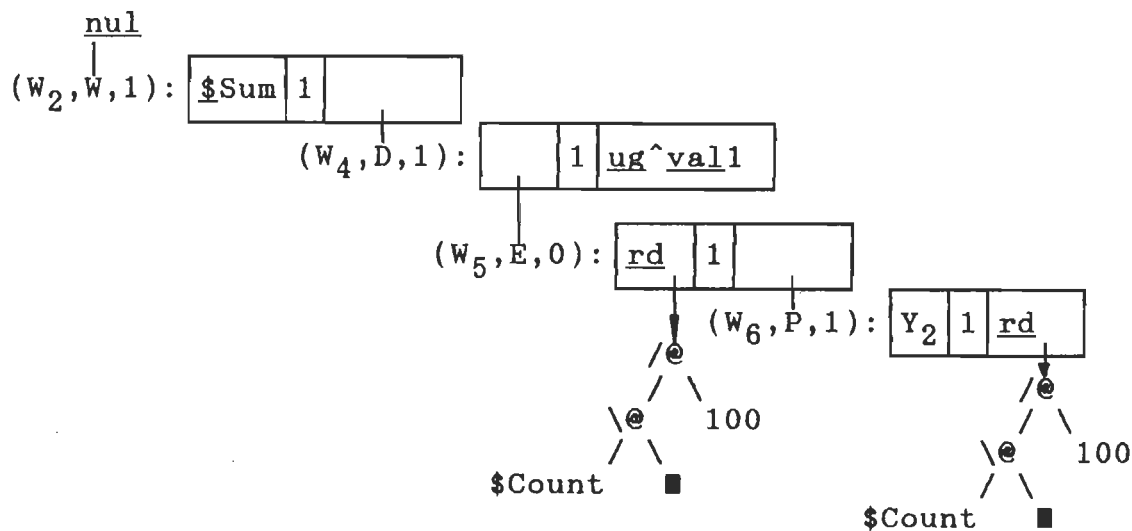 nul
(W2,W,1): $Sum 1
(W4,D,1): 1 ug^val1
(W5,E,0): rd 1
(W6,P,1): Y2 1 rd
/@
/@
\@ 100
\@ 100
$Count ■
$Count ■